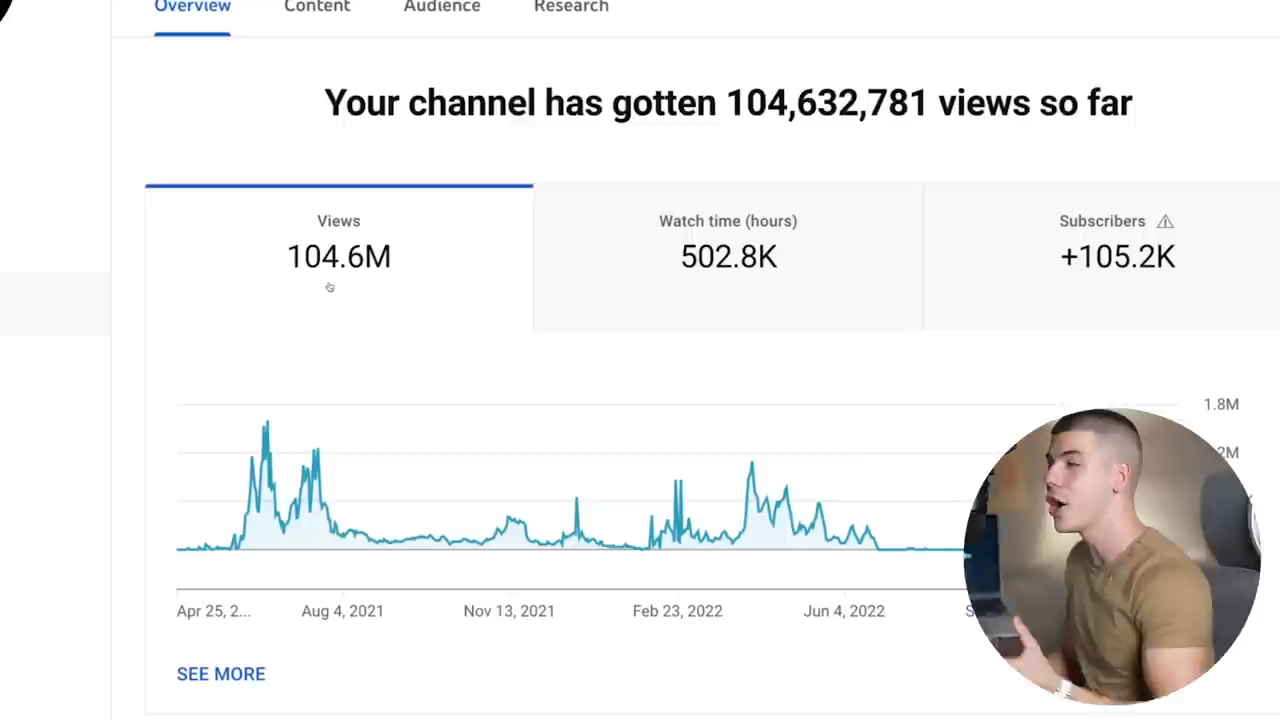 Overview Content Audience Research
Your channel has gotten 104,632,781 views so far
Views Watch time (hours) Subscribers
104.6M 502.8K +105.2K
1.8M
2M
Apr 25, 2... Aug 4, 2021 Nov 13, 2021 Feb 23, 2022 Jun 4, 2022 S
SEE MORE